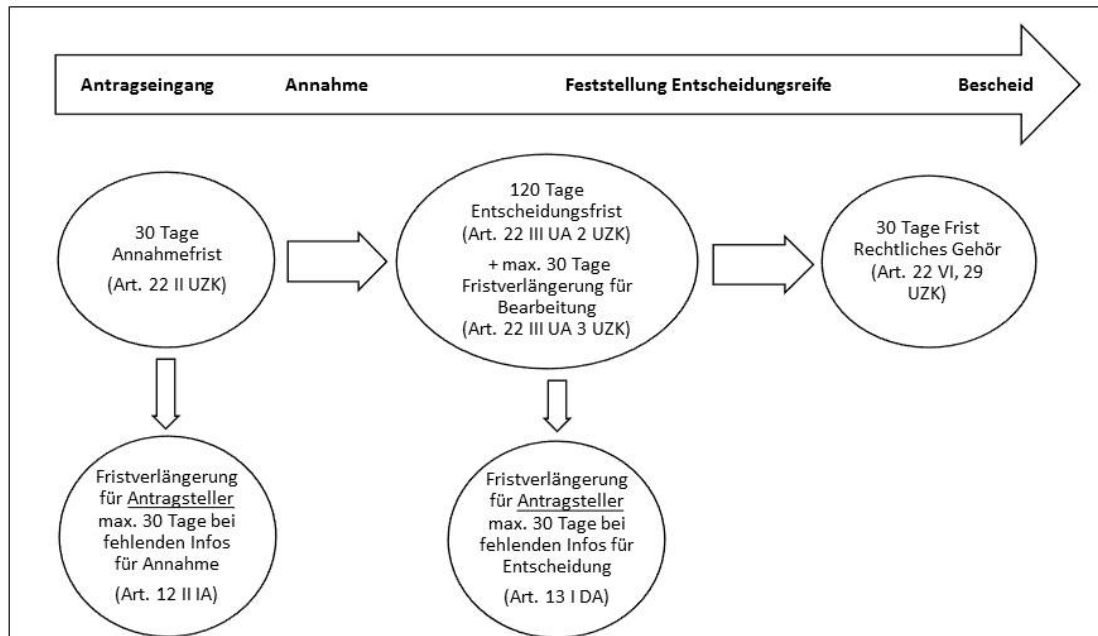 Antragseingang Annahme Feststellung Entscheidungsreife Bescheid
30 Tage
Annahmefrist
(Art. 22 II UZK)
120 Tage
Entscheidungsfrist
(Art. 22 III UA 2 UZK)
+ max. 30 Tage
Fristverlängerung für
Bearbeitung
(Art. 22 III UA 3 UZK)
30 Tage Frist
Rechtliches Gehör
(Art. 22 VI, 29
UZK)
Fristverlängerung
für Antragsteller
max. 30 Tage bei
fehlenden Infos
für Annahme
(Art. 12 II IA)
Fristverlängerung
für Antragsteller
max. 30 Tage bei
fehlenden Infos für
Entscheidung
(Art. 13 I DA)